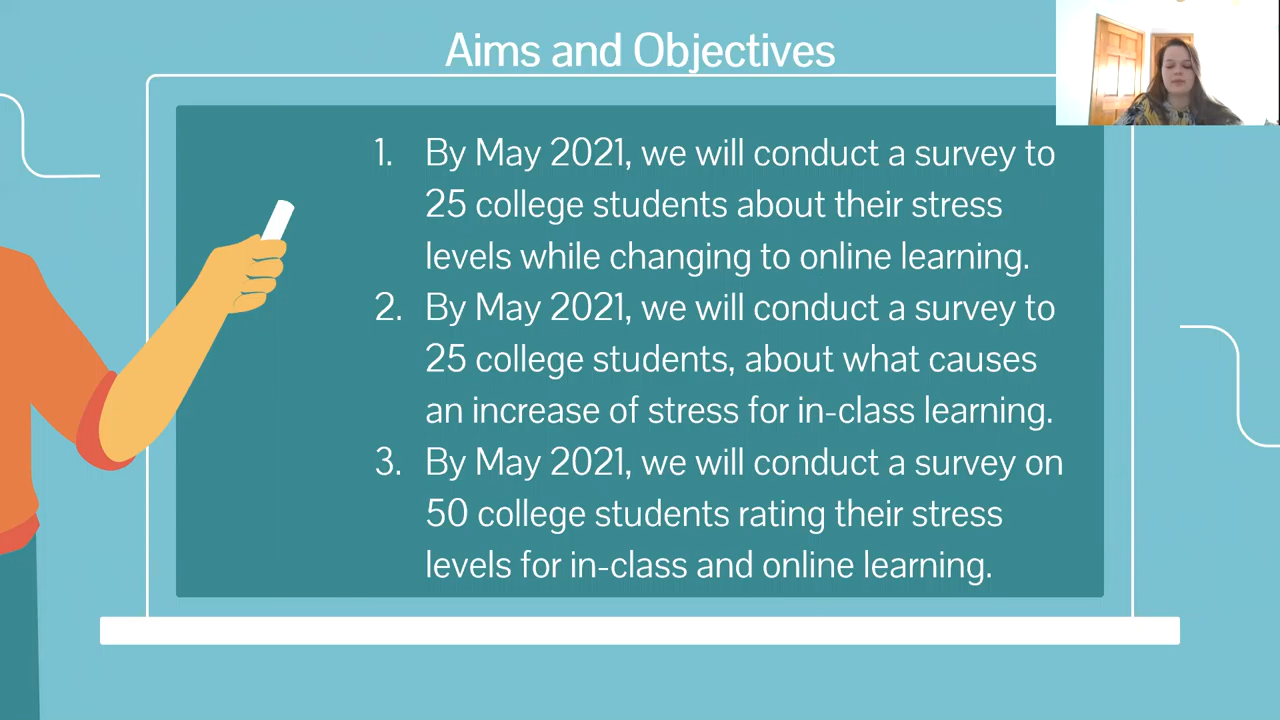 Aims and Objectives
1. By May 2021, we will conduct a survey to
25 college students about their stress
levels while changing to online learning.
2. By May 2021, we will conduct a survey to
25 college students, about what causes
an increase of stress for in-class learning.
3. By May 2021, we will conduct a survey on
50 college students rating their stress
levels for in-class and online learning.